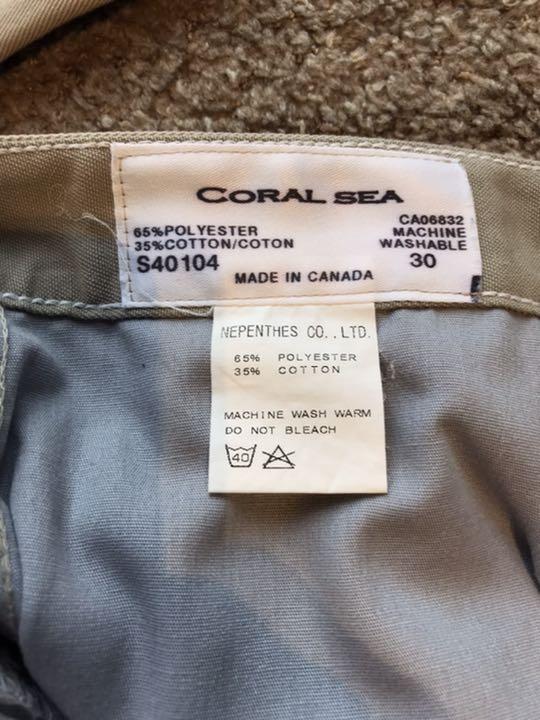 CORAL SEA
65%POLYESTER
35%COTTON/COTON
S40104
CA06832
MACHINE
WASHABLE
30
MADE IN CANADA
NEPENTHES CO.,LTD.
65% POLYESTER
35% COTTON
MACHINE WASH WARM
DO NOT BLEACH
40